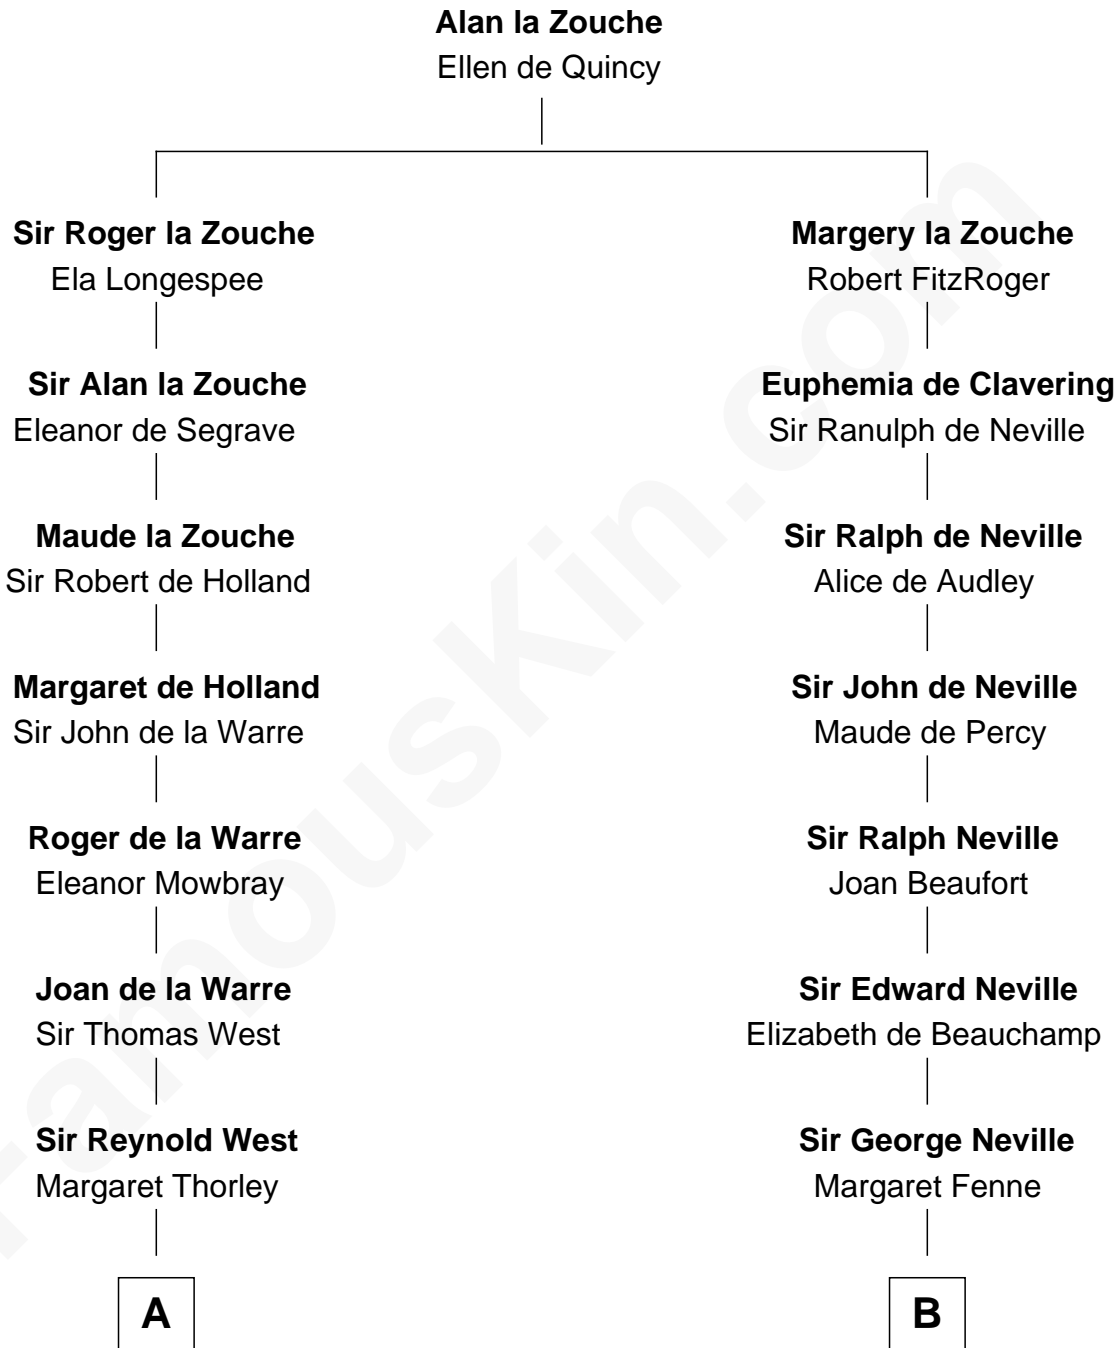 Alan la Zouche
Ellen de Quincy
Sir Roger la Zouche
Ela Longespee
Margery la Zouche
Robert FitzRoger
Sir Alan la Zouche
Eleanor de Segrave
Euphemia de Clavering
Sir Ranulph de Neville
Maude la Zouche
Sir Robert de Holland
Sir Ralph de Neville
Alice de Audley
Margaret de Holland
Sir John de la Warre
Sir John de Neville
Maude de Percy
Roger de la Warre
Eleanor Mowbray
Sir Ralph Neville
Joan Beaufort
Joan de la Warre
Sir Thomas West
Sir Edward Neville
Elizabeth de Beauchamp
Sir Reynold West
Margaret Thorley
Sir George Neville
Margaret Fenne
A
B
FamousKin.com